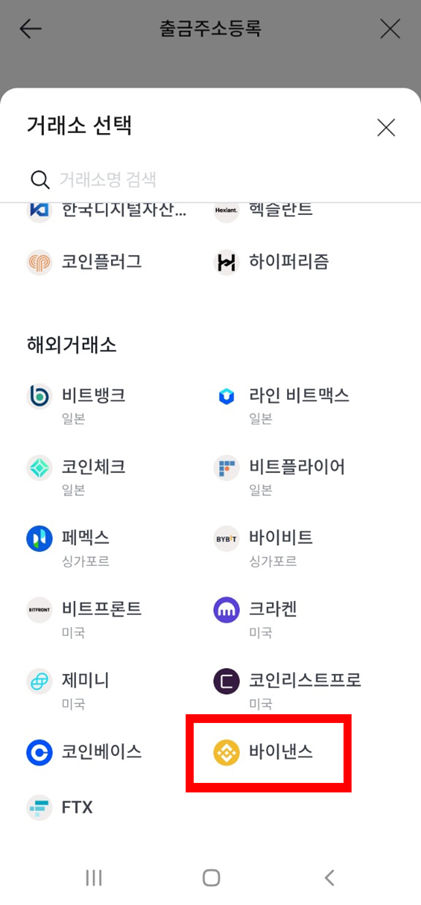 출금주소등록
거래소 선택
거래소명 검색
한국디지털자산... Hexlant. 헥슬란트
코인플러그 하이퍼리즘
해외거래소
비트뱅크 라인 비트맥스
일본 일본
코인체크 비트플라이어
일본 일본
페멕스 BYBIT 바이비트
싱가포르 싱가포르
BITFRONT 비트프론트 크라켄
미국 미국
제미니 코인리스트프로
미국 미국
코인베이스 바이낸스
FTX